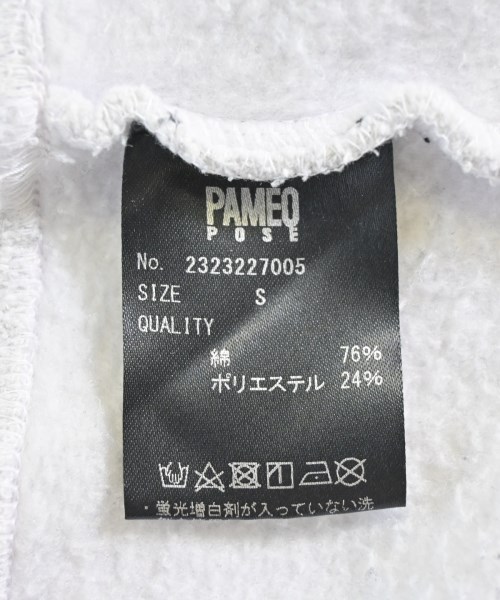 PAMEO
POSE
No. 2323227005
SIZE S
QUALITY
綿 76%
ポリエステル 24%
・蛍光増白剤が入っていない洗